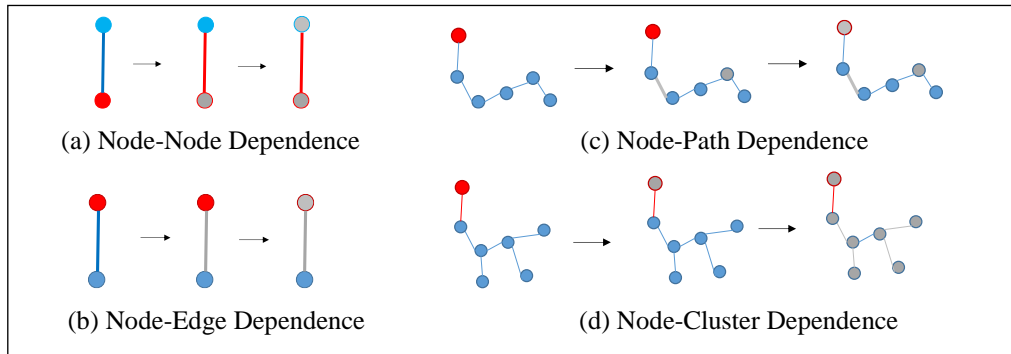 (a) Node-Node Dependence
(c) Node-Path Dependence
(b) Node-Edge Dependence
(d) Node-Cluster Dependence